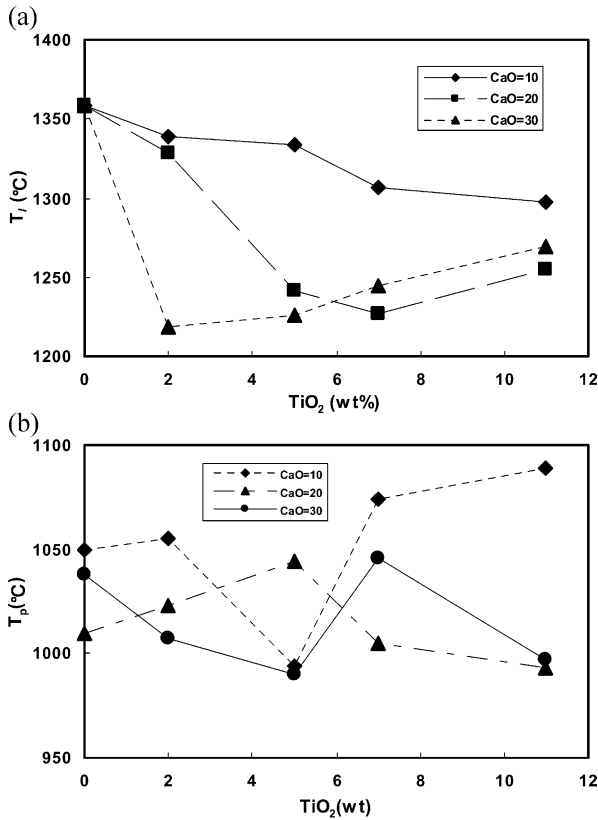 (a)
1400
1350
1300
1250
1200
T_l (°C)
CaO=10
CaO=20
CaO=30
0 2 4 6 8 10 12
TiO₂ (wt%)
(b)
1100
1050
1000
950
Tₚ(°C)
CaO=10
CaO=20
CaO=30
0 2 4 6 8 10 12
TiO₂(wt)